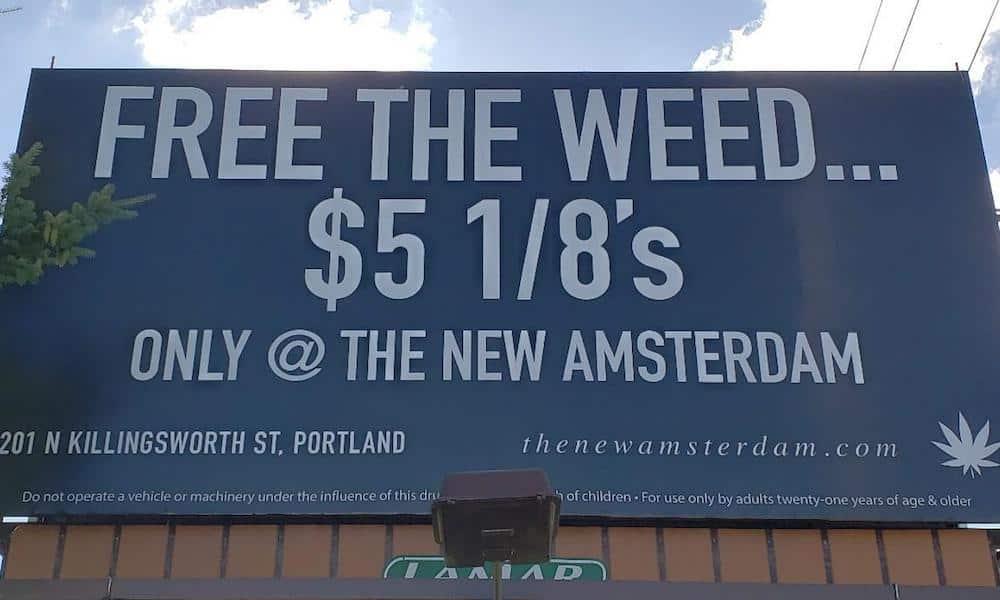 FREE THE WEED...
$5 1/8's
ONLY @ THE NEW AMSTERDAM
201 N KILLINGSWORTH ST, PORTLAND
thenewamsterdam.com
Do not operate a vehicle or machinery under the influence of this of children • For use only by adults twenty-one years of age & older
LAMAR